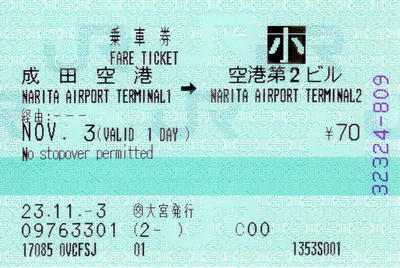 乗車券
FARE TICKET
小
成田空港 → 空港第2ビル
NARITA AIRPORT TERMINAL1 NARITA AIRPORT TERMINAL2
経由:---
NOV. 3(VALID 1 DAY) ¥70
No stopover permitted
32324-809
23.11.-3 大宮発行
09763301 (2- ) C00
17085 OVCFSJ 01 1353S001